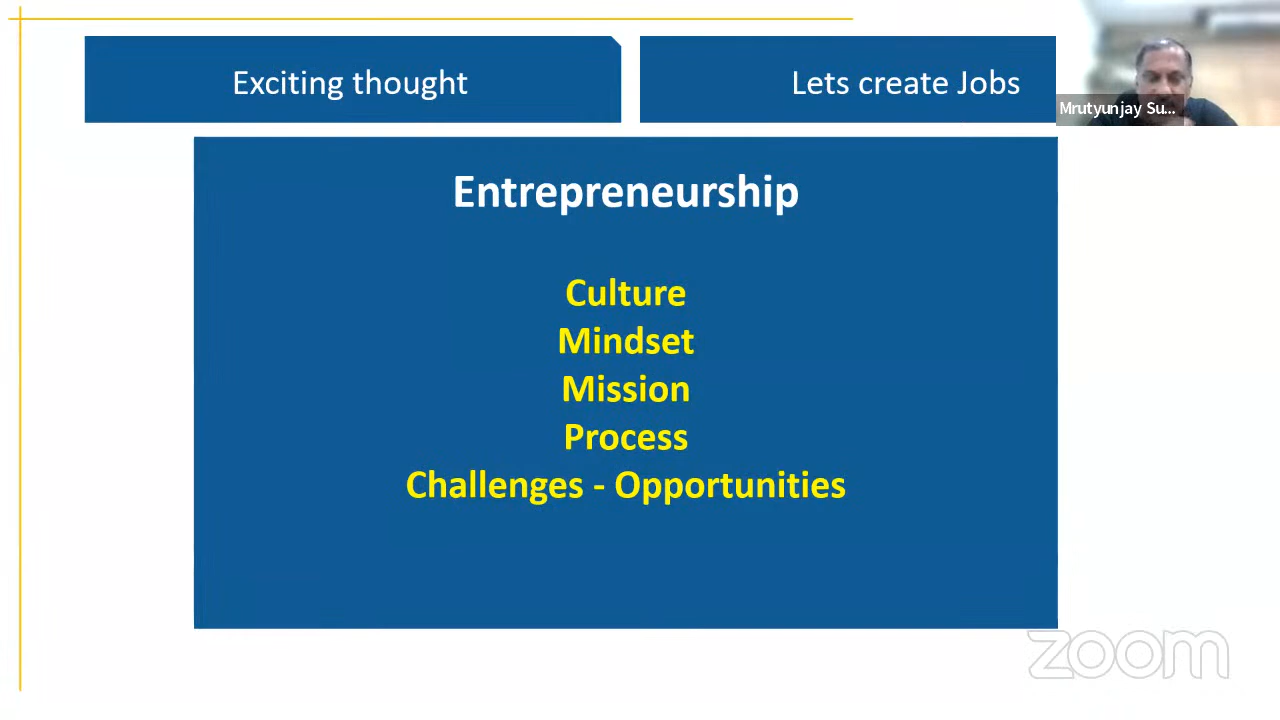 Exciting thought
Lets create Jobs
Mrutyunjay Su...
Entrepreneurship
Culture
Mindset
Mission
Process
Challenges - Opportunities
zoom